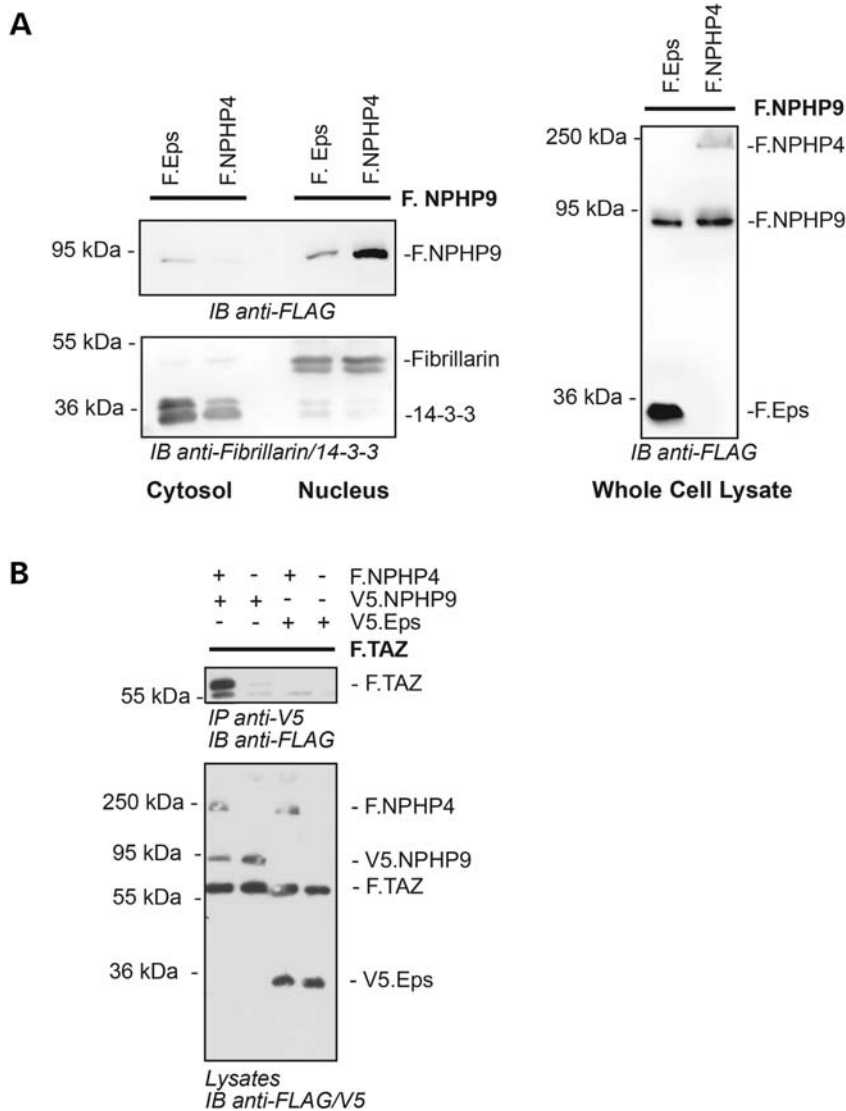 A
F.Eps
F.NPHP4
F. Eps
F.NPHP4
F. NPHP9
95 kDa -
-F.NPHP9
IB anti-FLAG
55 kDa -
-Fibrillarin
36 kDa -
-14-3-3
IB anti-Fibrillarin/14-3-3
Cytosol Nucleus
F.Eps
F.NPHP4
F.NPHP9
250 kDa -
-F.NPHP4
95 kDa -
-F.NPHP9
36 kDa -
-F.Eps
IB anti-FLAG
Whole Cell Lysate
B
+ - + - F.NPHP4
+ + - - V5.NPHP9
- - + + V5.Eps
F.TAZ
- F.TAZ
55 kDa -
IP anti-V5
IB anti-FLAG
250 kDa - - F.NPHP4
95 kDa - - V5.NPHP9
- F.TAZ
55 kDa -
36 kDa - - V5.Eps
Lysates
IB anti-FLAG/V5